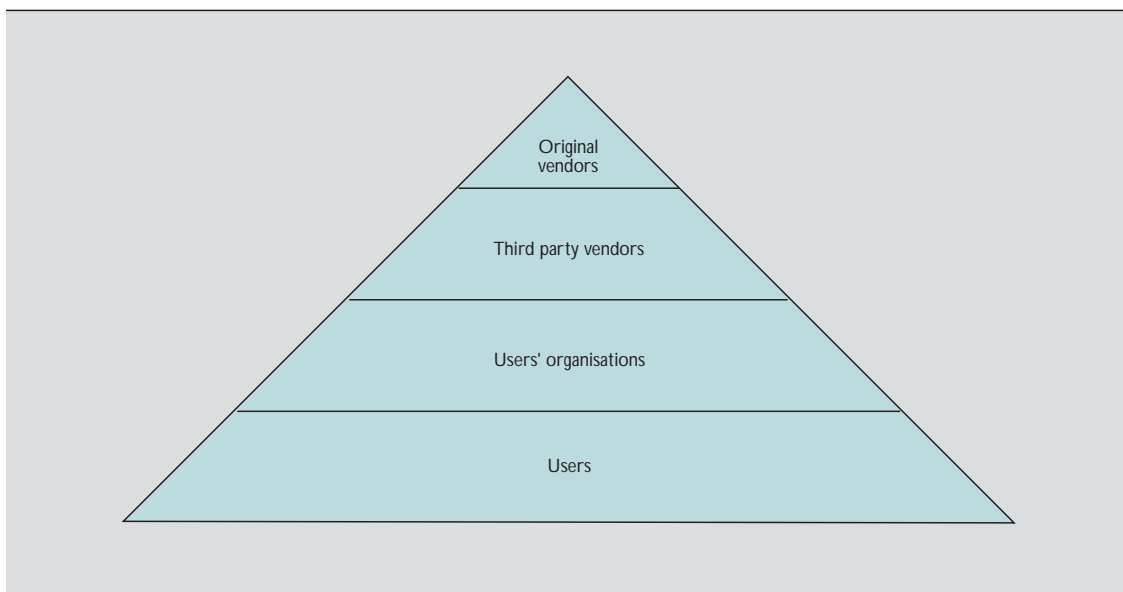 Original
vendors
Third party vendors
Users' organisations
Users